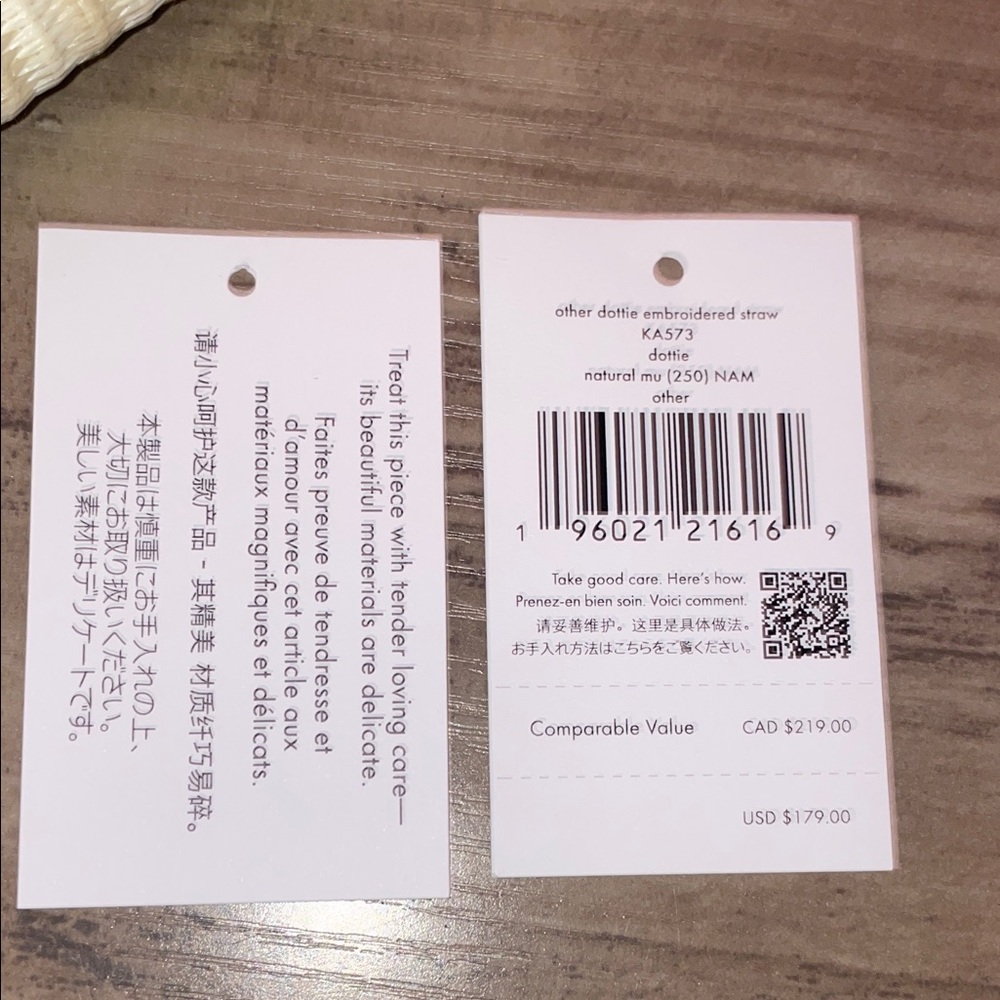 Treat this piece with tender loving care—
its beautiful materials are delicate.
Faites preuve de tendresse et
d'amour avec cet article aux
matériaux magnifiques et délicats.
请小心呵护这款产品 - 其精美 材质纤巧易碎。
本製品は慎重にお手入れの上、
大切にお取り扱いください。
美しい素材はデリケートです。
other dottie embroidered straw
KA573
dottie
natural mu (250) NAM
other
1 96021 21616 9
Take good care. Here's how.
Prenez-en bien soin. Voici comment.
请妥善维护。这里是具体做法。
お手入れ方法はこちらをご覧ください。
Comparable Value CAD $219.00
USD $179.00